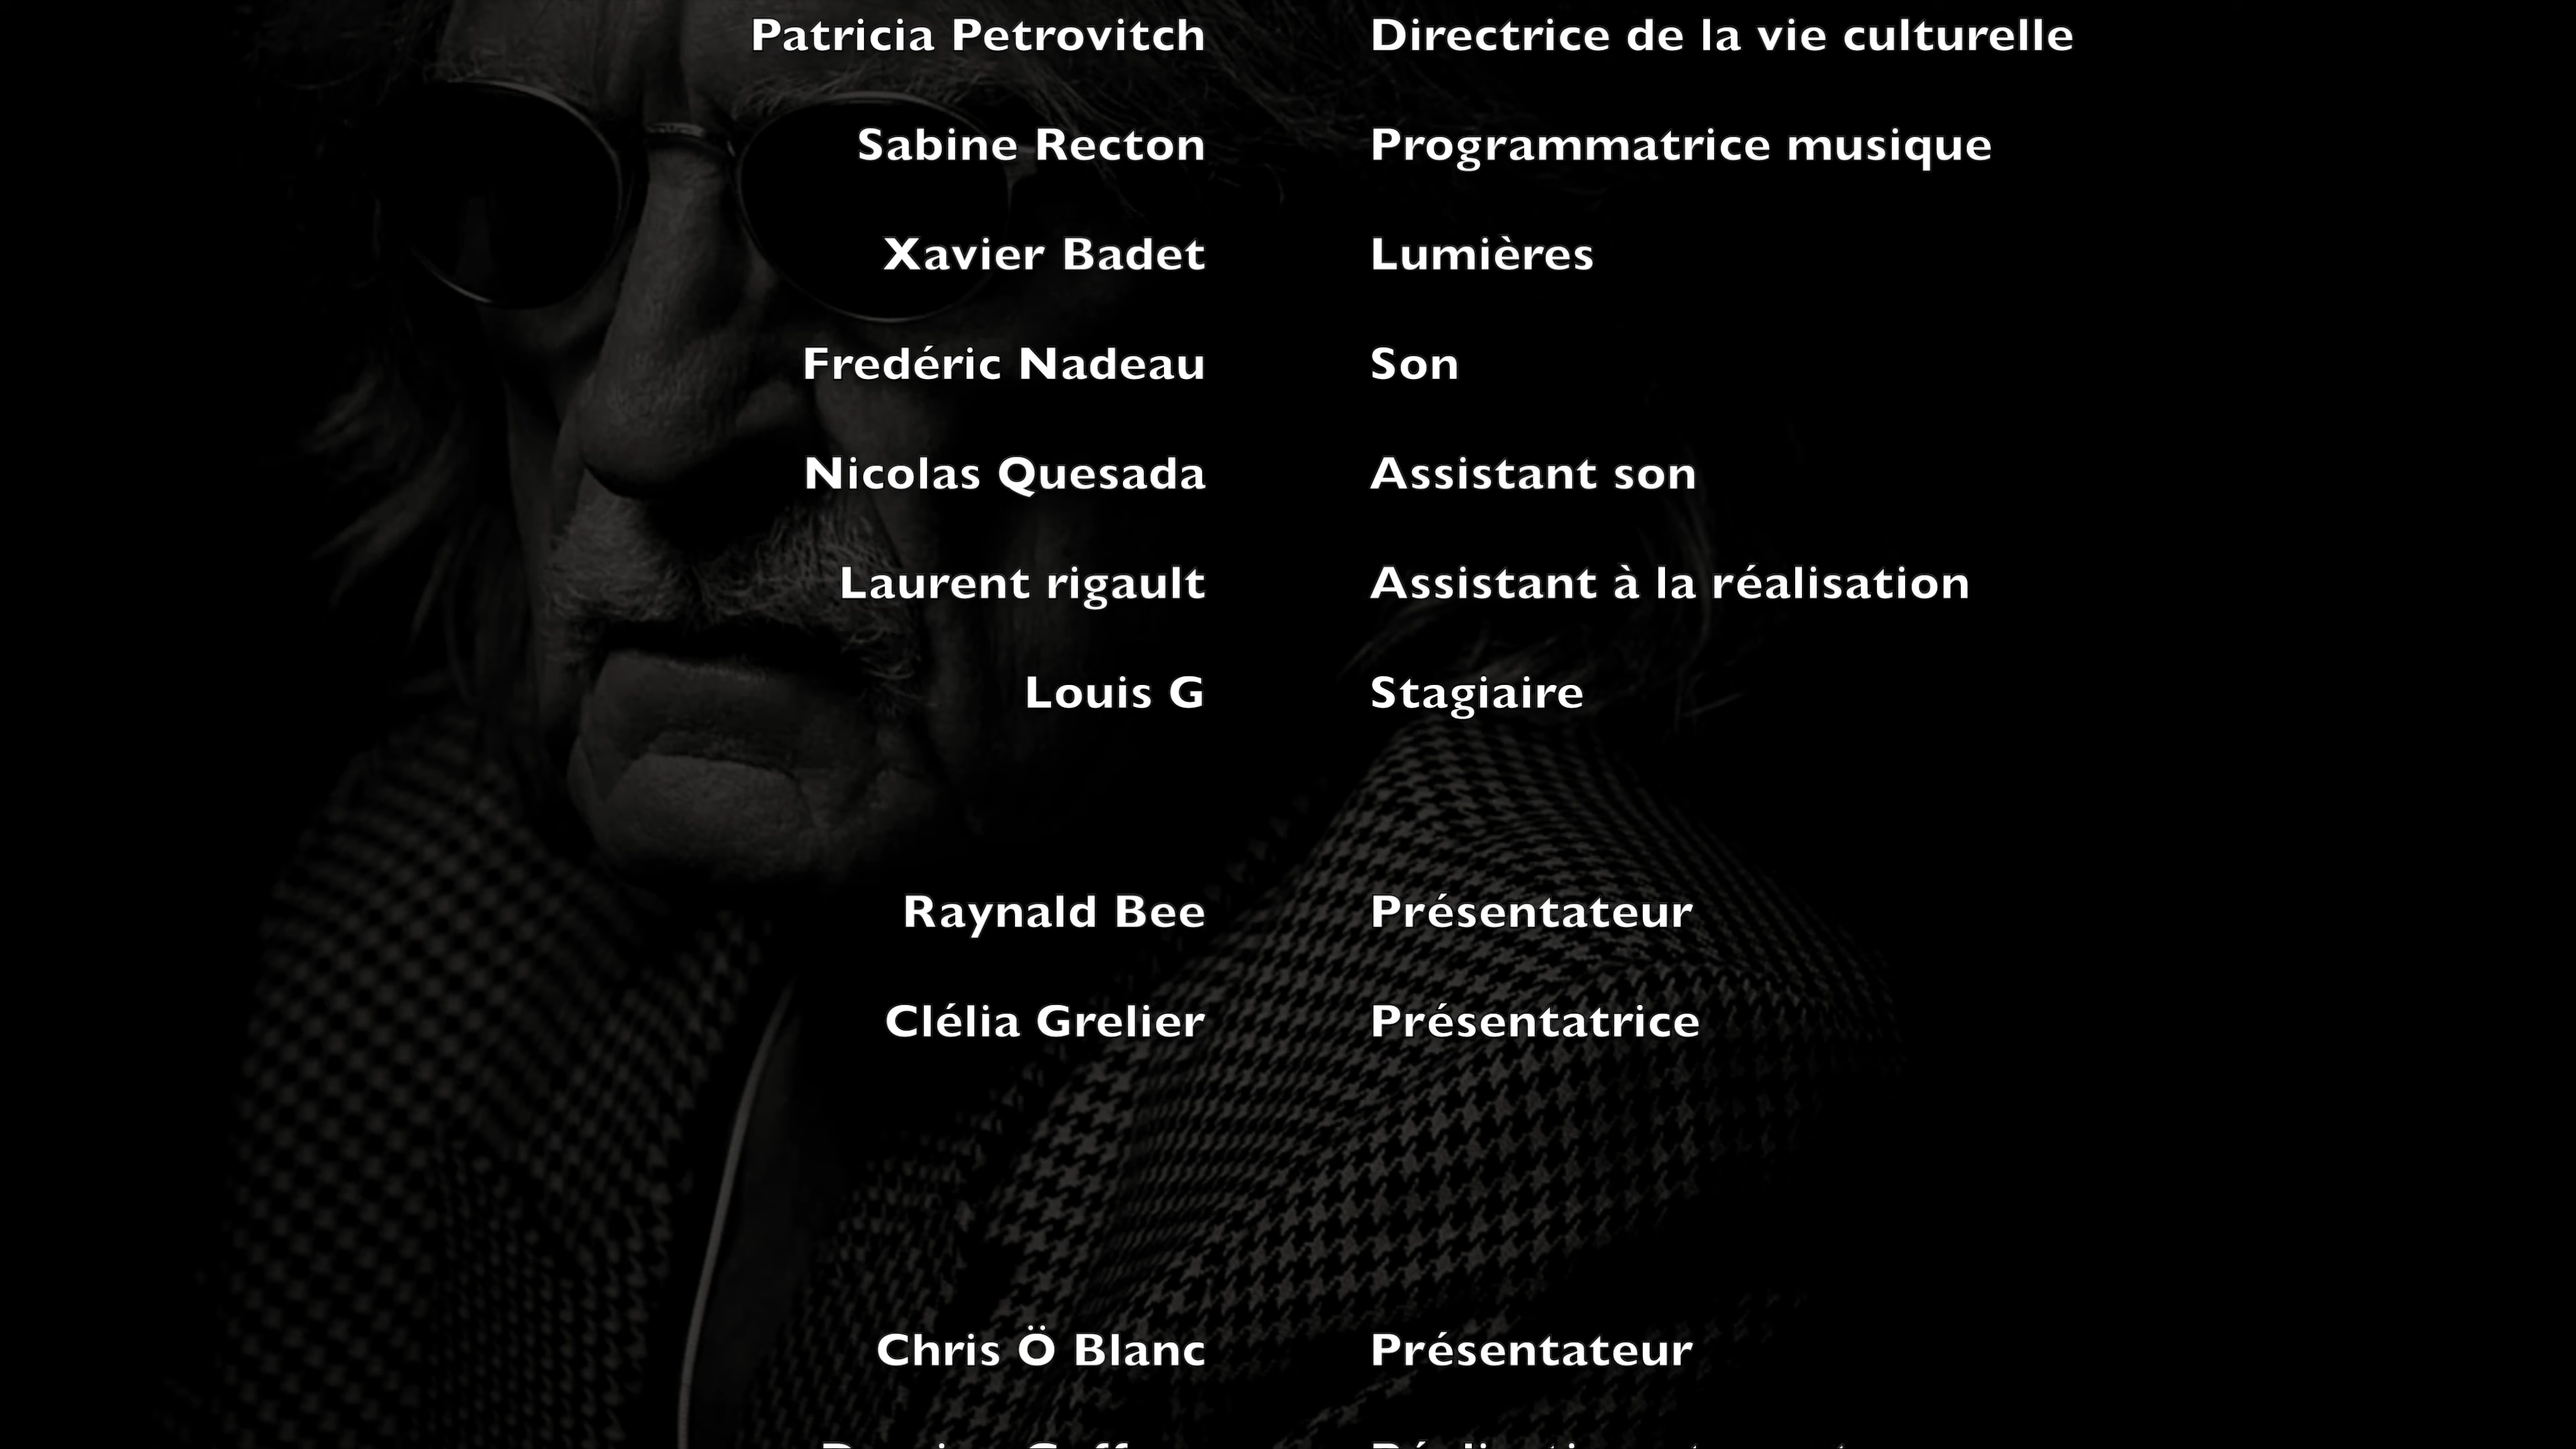 Patricia Petrovitch Directrice de la vie culturelle
Sabine Recton Programmatrice musique
Xavier Badet Lumières
Fredéric Nadeau Son
Nicolas Quesada Assistant son
Laurent rigault Assistant à la réalisation
Louis G Stagiaire
Raynald Bee Présentateur
Clélia Grelier Présentatrice
Chris Ö Blanc Présentateur